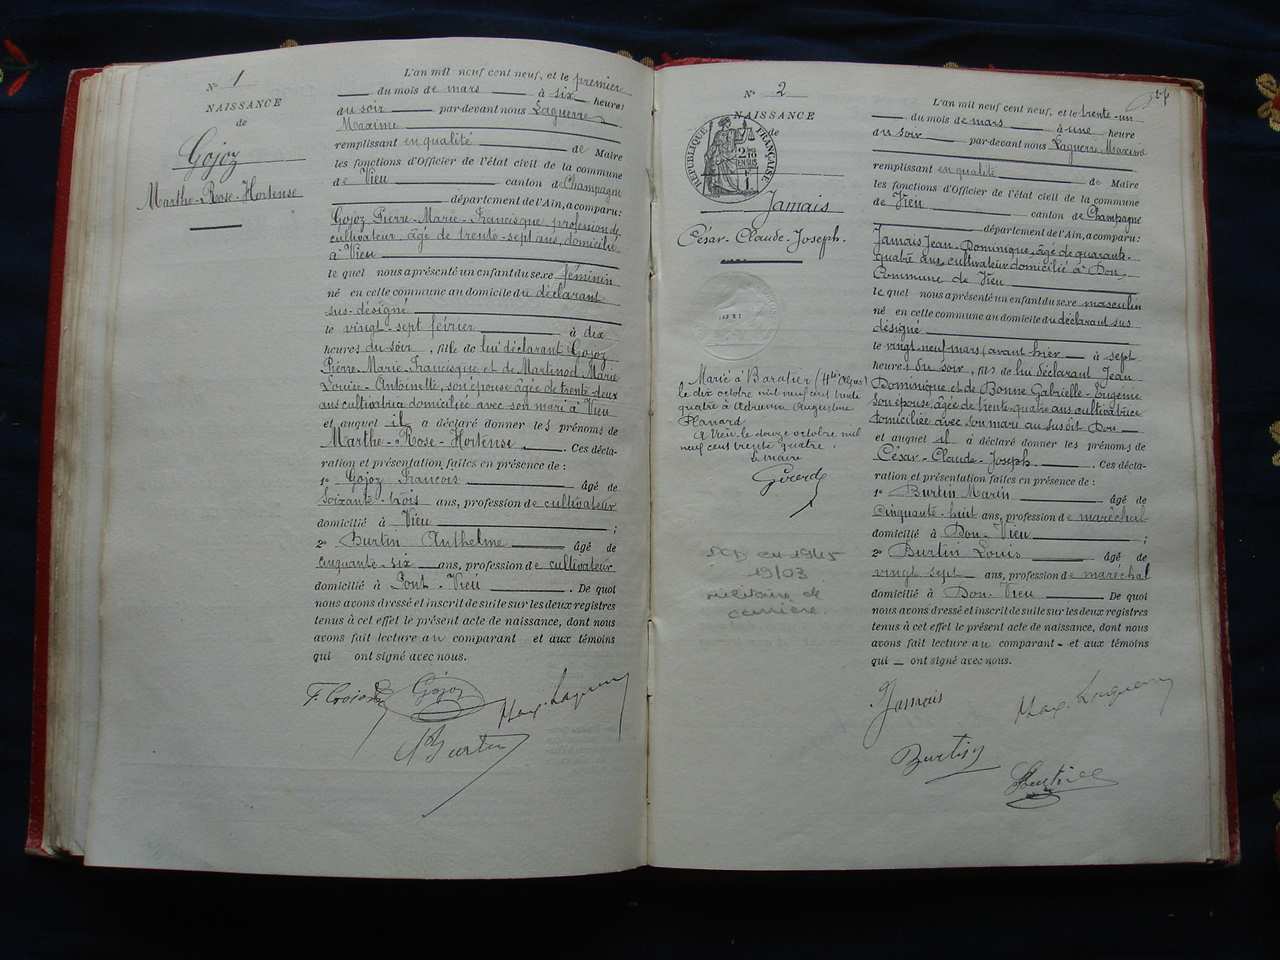 N° 1
NAISSANCE
de
Gojoz
Marthe-Rose-Hortense
L'an mil neuf cent neuf, et le premiere
du mois de mars à six heures
du soir par-devant nous Laguerre
Maxime
remplissant en qualité de Maire
les fonctions d'Officier de l'état civil de la commune
de Vieu canton de Champagne
département de l'Ain, a comparu:
Gojoz Pierre-Marie-Francisque, profession de
cultivateur, âgé de trente-sept ans, domicilié
à Vieu
lequel nous a présenté un enfant du sexe féminin
né en cette commune au domicile du déclarant
sus-désigné
le vingt-sept février à dix
heures du soir, fille de lui déclarant Gojoz
Pierre-Marie-Francisque et de Martinod Marie
Louise-Antoinette, son épouse âgée de trente-deux
ans cultivatrice domiciliée avec son mari à Vieu
et auquel il a déclaré donner les prénoms de
Marthe-Rose-Hortense. Ces décla-
ration et présentation faites en présence de :
1° Gojoz François âgé de
soixante-trois ans, profession de cultivateur
domicilié à Vieu ;
2° Burtin Anthelme âgé de
cinquante-six ans, profession de cultivateur
domicilié à Pont-Vieu. De quoi
nous avons dressé et inscrit de suite sur les deux registres
tenus à cet effet le présent acte de naissance, dont nous
avons fait lecture au comparant et aux témoins
qui ont signé avec nous.
Gojoz
Max. Laguerre
Burtin
N° 2
NAISSANCE
de
RÉPUBLIQUE FRANÇAISE
Jamais
César-Claude-Joseph.
Marié à Baratier (Htes Alpes)
le dix octobre mil neuf cent trente
quatre à Adrienne Augustine
Planard
A Vieu, le douze octobre mil
neuf cent trente quatre.
Le maire
DCD en 1945
19/03
militaire de
carrière.
L'an mil neuf cent neuf, et le trente-un
du mois de mars à une heure
du soir par-devant nous Laguerre Maxime
remplissant en qualité de Maire
les fonctions d'Officier de l'état civil de la commune
de Vieu canton de Champagne
département de l'Ain, a comparu:
Jamais Jean-Dominique, âgé de quarante-
quatre ans, cultivateur domicilié à Don,
Commune de Vieu
lequel nous a présenté un enfant du sexe masculin
né en cette commune au domicile du déclarant sus
désigné
le vingt neuf mars (avant hier à sept
heures du soir, fils de lui déclarant Jean
Dominique et de Bonne Gabrielle-Eugénie
son épouse, âgée de trente-quatre ans cultivatrice
domiciliée avec son mari au susdit Don
et auquel il a déclaré donner les prénoms de
César-Claude-Joseph. Ces décla-
ration et présentation faites en présence de :
1° Burtin Marin âgé de
cinquante-huit ans, profession de maréchal
domicilié à Don-Vieu ;
2° Burtin Louis âgé de
vingt sept ans, profession de maréchal
domicilié à Don-Vieu. De quoi
nous avons dressé et inscrit de suite sur les deux registres
tenus à cet effet le présent acte de naissance, dont nous
avons fait lecture au comparant - et aux témoins
qui ont signé avec nous.
Jamais
Max. Laguerre
Burtin